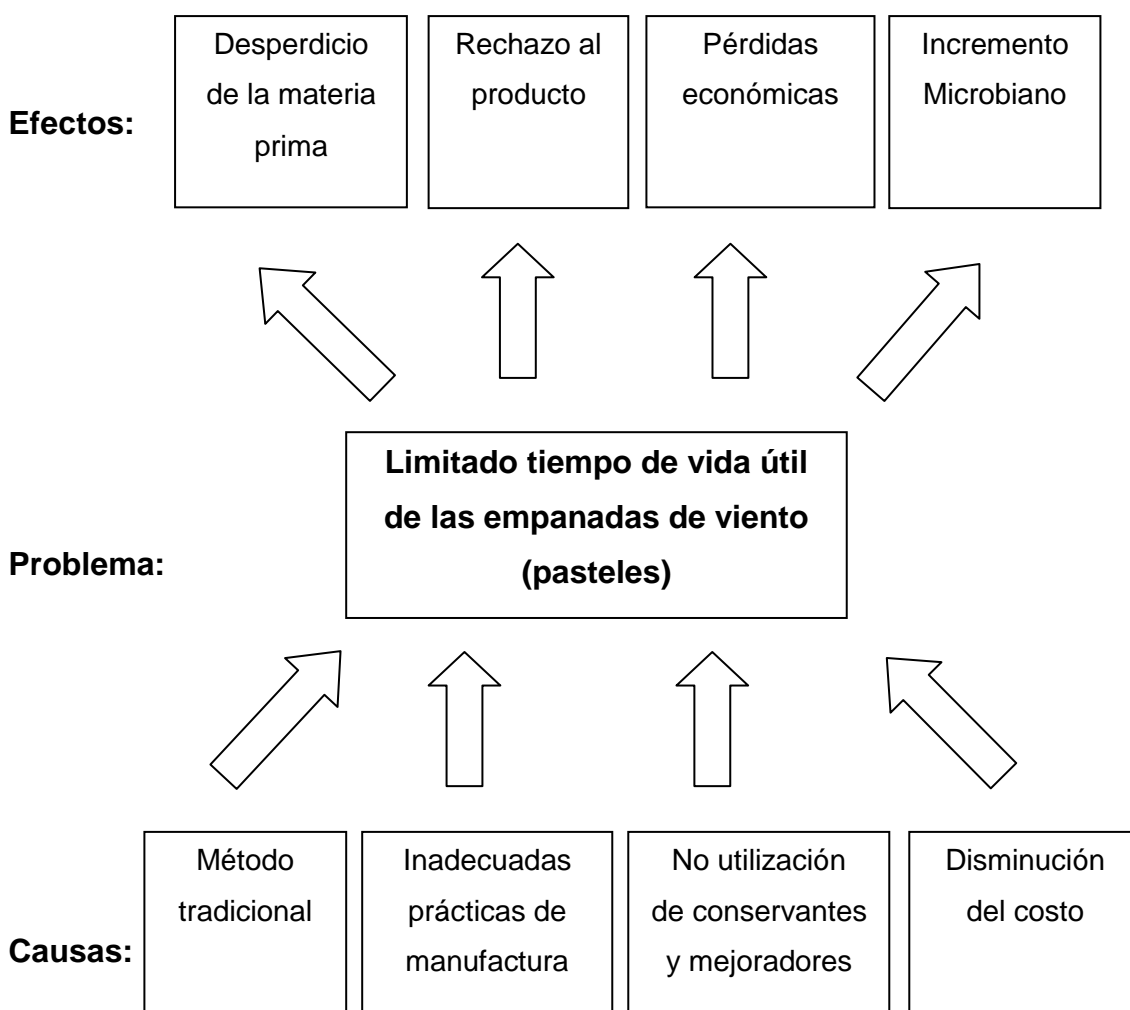 Efectos:
Desperdicio
de la materia
prima
Rechazo al
producto
Pérdidas
económicas
Incremento
Microbiano
Problema:
Limitado tiempo de vida útil
de las empanadas de viento
(pasteles)
Causas:
Método
tradicional
Inadecuadas
prácticas de
manufactura
No utilización
de conservantes
y mejoradores
Disminución
del costo